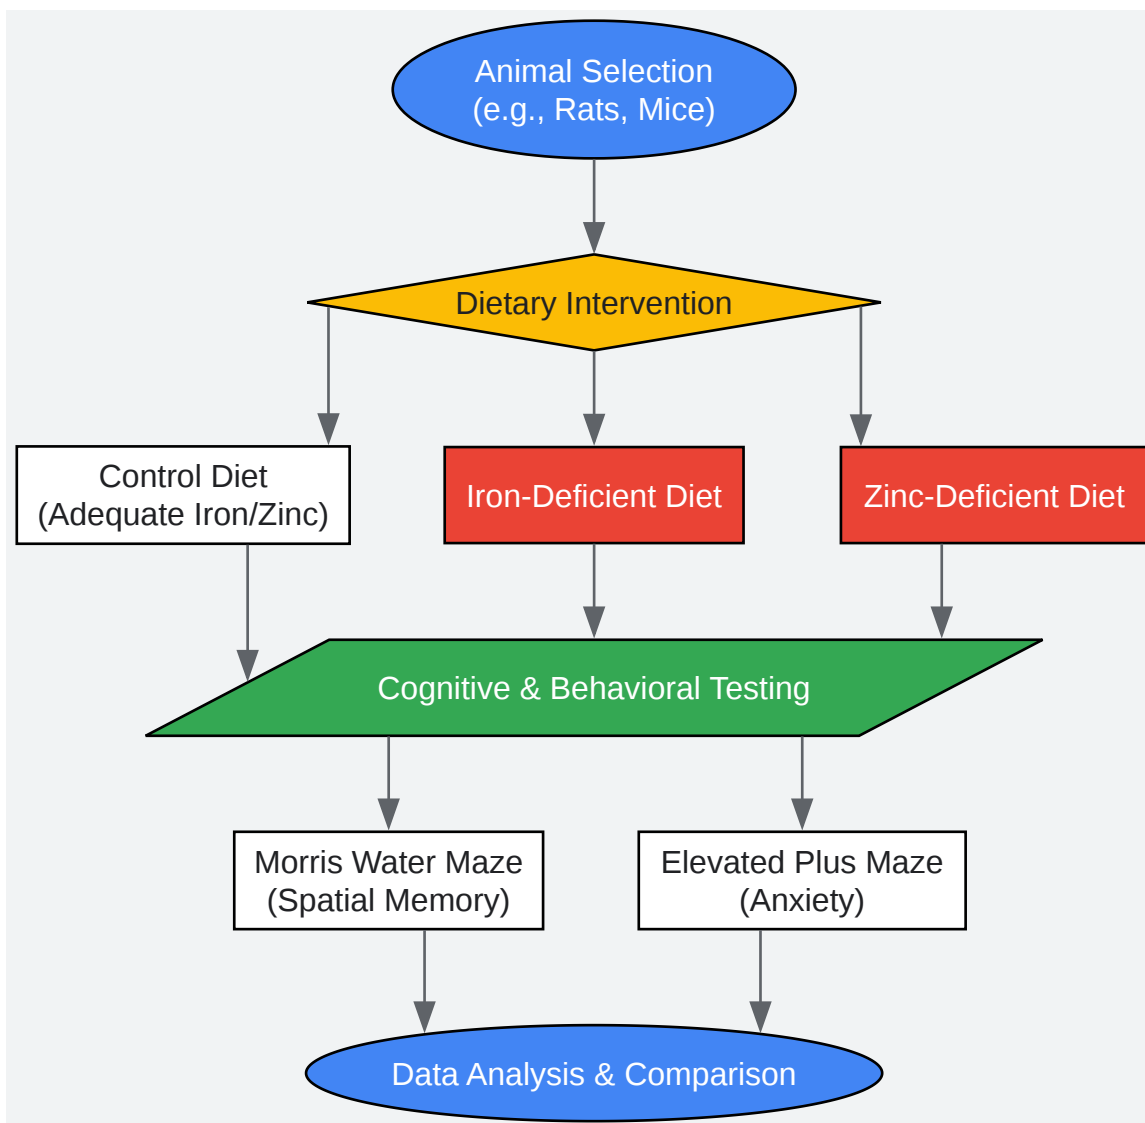 Animal Selection
(e.g., Rats, Mice)
Dietary Intervention
Control Diet
(Adequate Iron/Zinc)
Iron-Deficient Diet
Zinc-Deficient Diet
Cognitive & Behavioral Testing
Morris Water Maze
(Spatial Memory)
Elevated Plus Maze
(Anxiety)
Data Analysis & Comparison